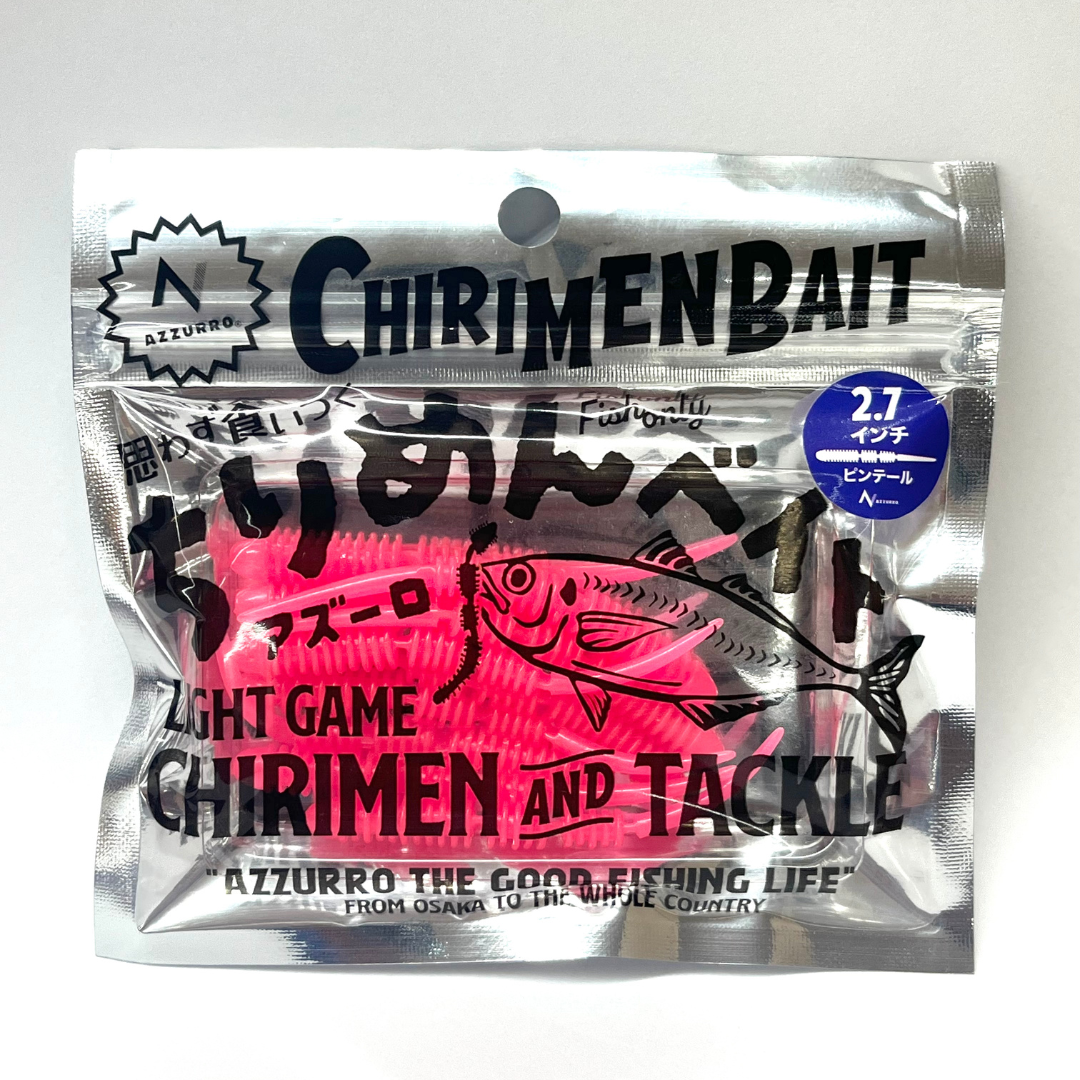 AZZURRO
CHIRIMENBAIT
思わず食いつく
Fishonly
2.7
インチ
ピンテール
AZZURRO
ちりめんベイト
アズーロ
LIGHT GAME
CHIRIMEN AND TACKLE
"AZZURRO THE GOOD FISHING LIFE"
FROM OSAKA TO THE WHOLE COUNTRY